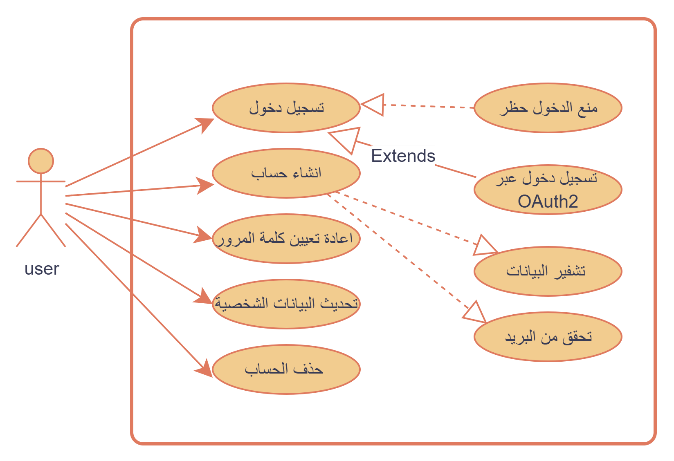 تسجيل دخول
منع الدخول حظر
Extends
انشاء حساب
تسجيل دخول عبر
OAuth2
اعادة تعيين كلمة المرور
user
تشفير البيانات
تحديث البيانات الشخصية
تحقق من البريد
حذف الحساب